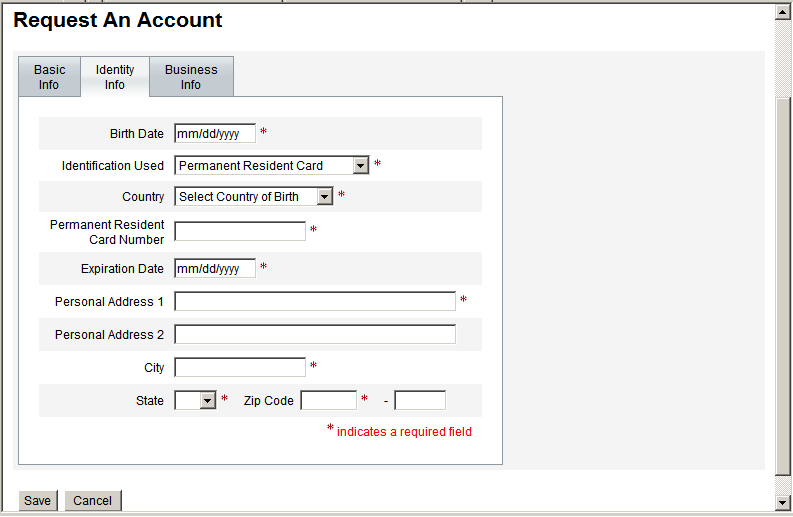 Request An Account
Basic Info
Identity Info
Business Info
Birth Date mm/dd/yyyy *
Identification Used Permanent Resident Card *
Country Select Country of Birth *
Permanent Resident
Card Number *
Expiration Date mm/dd/yyyy *
Personal Address 1 *
Personal Address 2
City *
State * Zip Code * -
* indicates a required field
Save Cancel